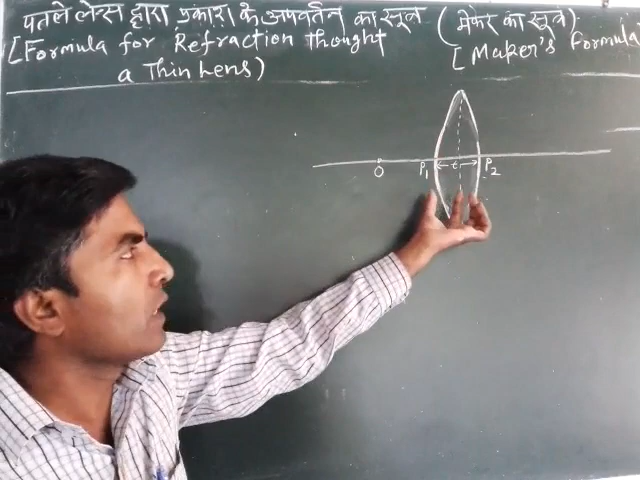 पतले लेन्स द्वारा प्रकाश के अपवर्तन का सूत्र (मेकर का सूत्र)
[Formula for Refraction thought [Maker's formula
a Thin Lens)
O P1 t P2